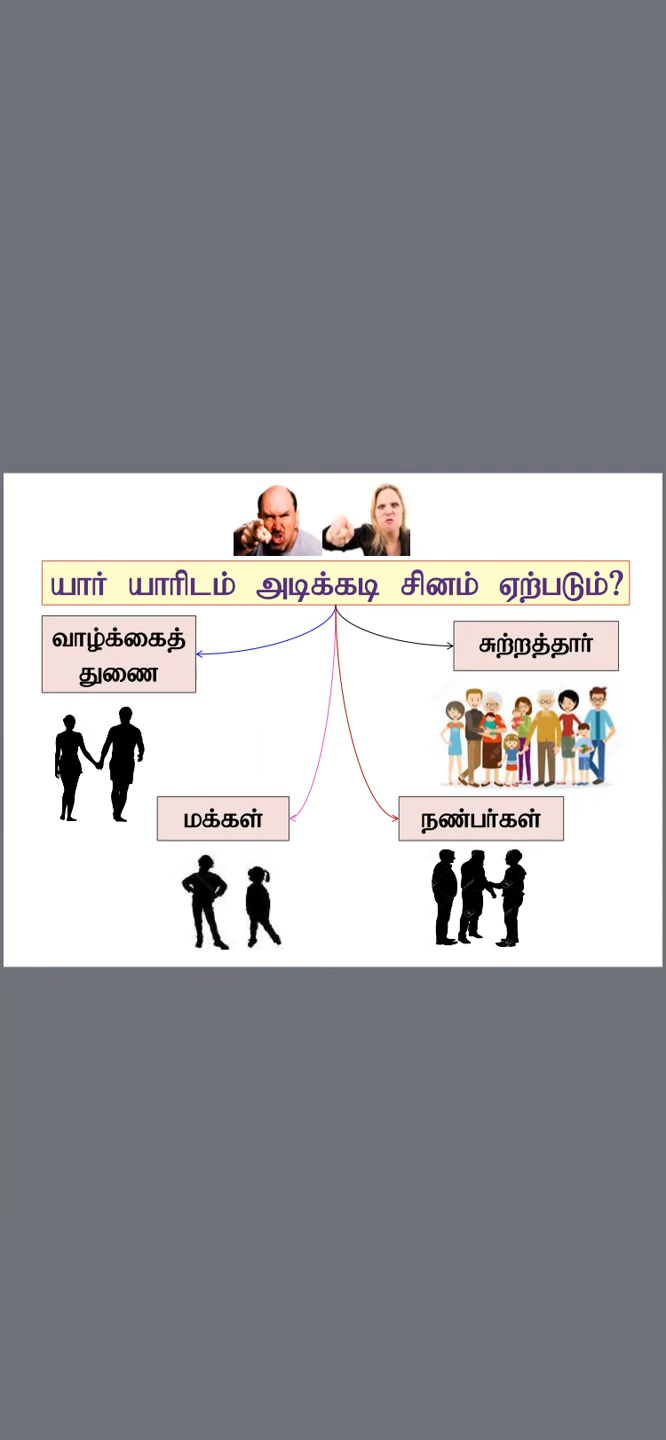 யார் யாரிடம் அடிக்கடி சினம் ஏற்படும்?
வாழ்க்கைத்
துணை
சுற்றத்தார்
மக்கள்
நண்பர்கள்